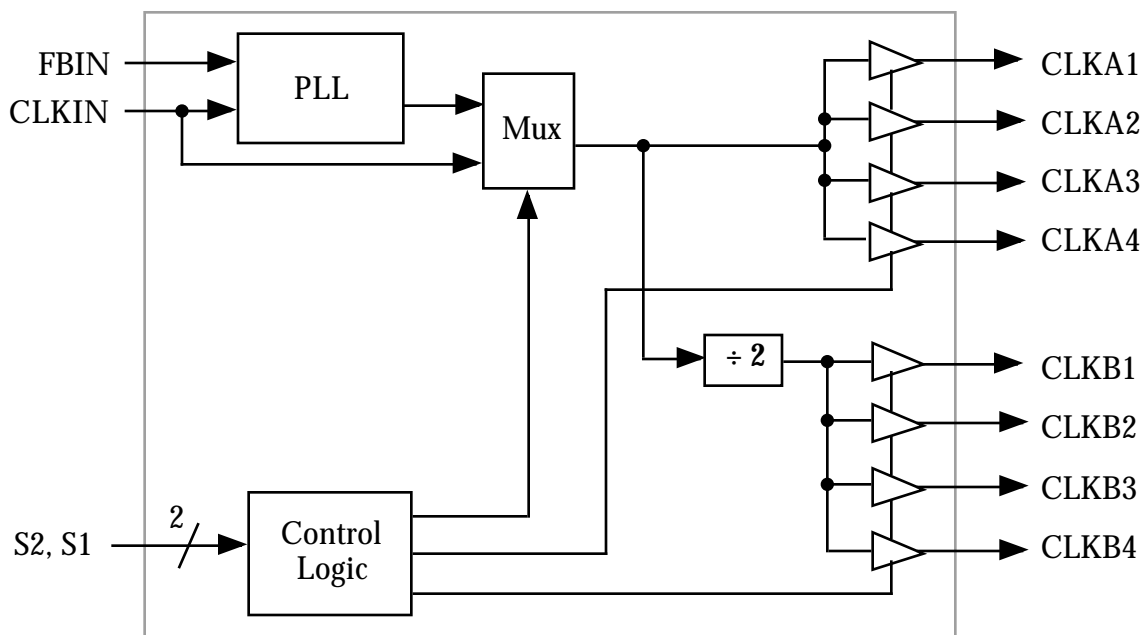 FBIN
CLKIN
PLL
Mux
CLKA1
CLKA2
CLKA3
CLKA4
÷ 2
CLKB1
CLKB2
CLKB3
CLKB4
S2, S1
2
Control
Logic